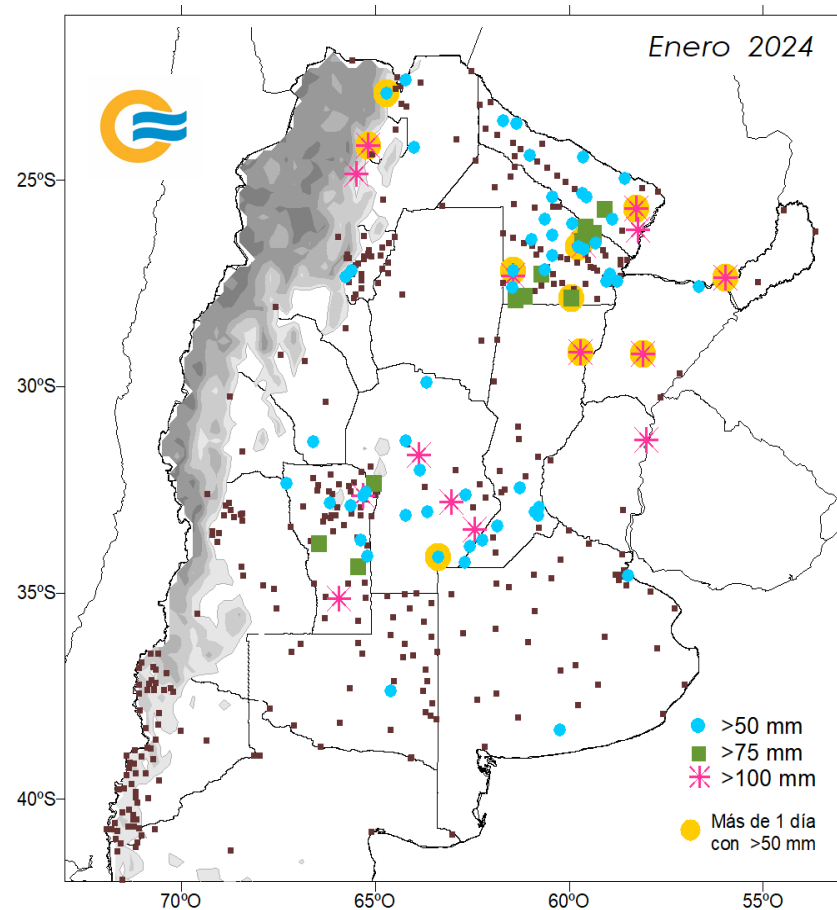 Enero 2024
25ºS
30ºS
35ºS
40ºS
>50 mm
>75 mm
>100 mm
Más de 1 día
con >50 mm
70ºO
65ºO
60ºO
55ºO